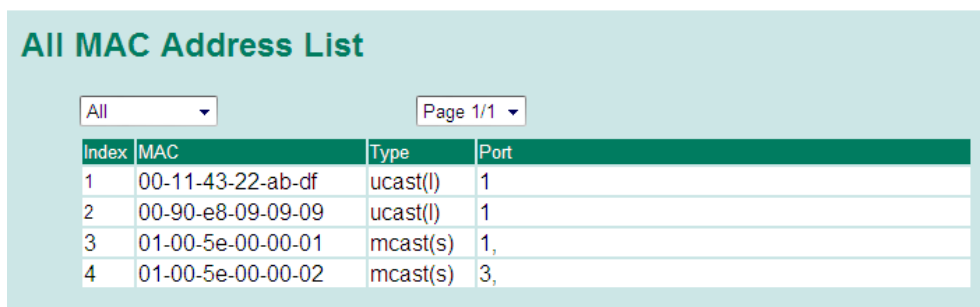 All MAC Address List
All Page 1/1
Index MAC Type Port
1 00-11-43-22-ab-df ucast(l) 1
2 00-90-e8-09-09-09 ucast(l) 1
3 01-00-5e-00-00-01 mcast(s) 1,
4 01-00-5e-00-00-02 mcast(s) 3,